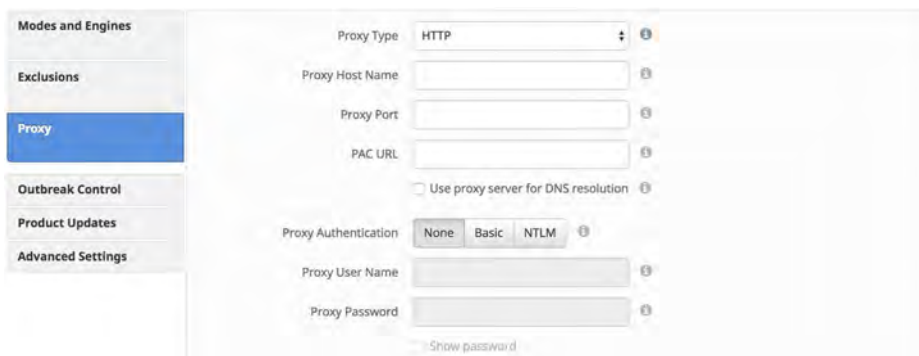 Modes and Engines
Exclusions
Proxy
Outbreak Control
Product Updates
Advanced Settings
Proxy Type HTTP
Proxy Host Name
Proxy Port
PAC URL
Use proxy server for DNS resolution
Proxy Authentication None Basic NTLM
Proxy User Name
Proxy Password
Show password